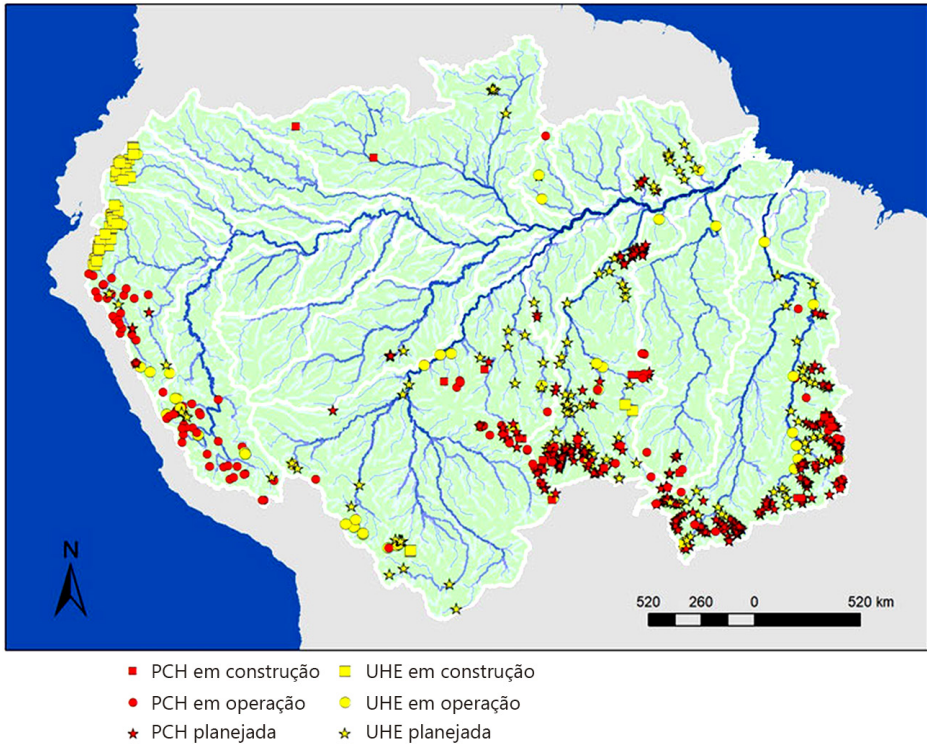 N
520 260 0 520 km
PCH em construção UHE em construção
PCH em operação UHE em operação
PCH planejada UHE planejada